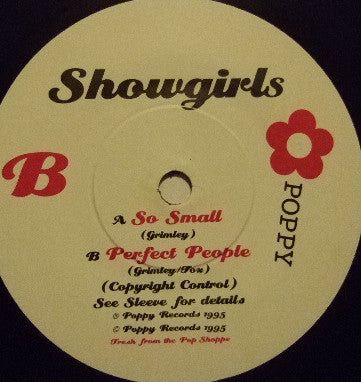 Showgirls
B
POPPY
A So Small
(Grimley)
B Perfect People
(Grimley/Fox)
(Copyright Control)
See Sleeve for details
℗ Poppy Records 1995
© Poppy Records 1995
Fresh from the Pop Shoppe